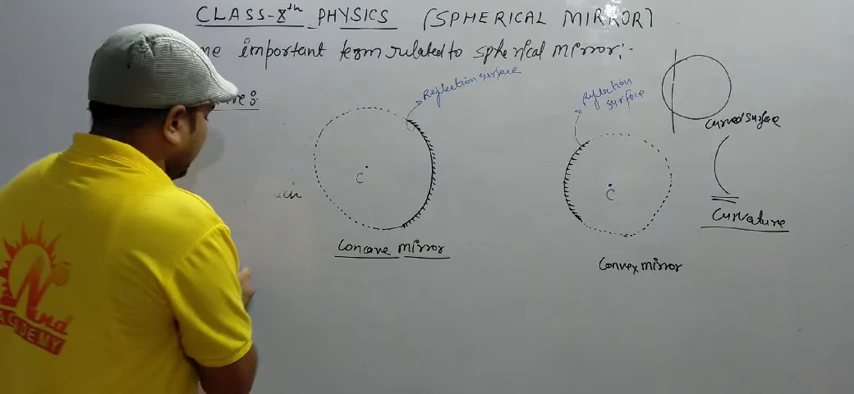 CLASS-8th PHYSICS (SPHERICAL MIRROR)
me important term related to spherical mirror:-
Reflection surface
Reflection
surface
Curved surface
C
C
Curvature
Concave mirror
Convex mirror
ACADEMY